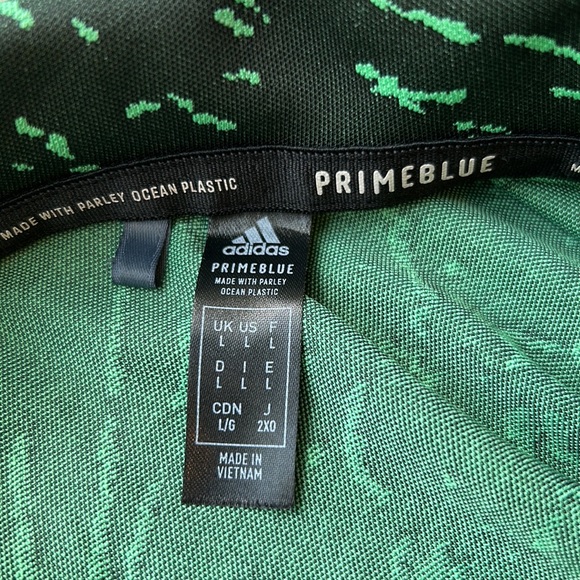 MADE WITH PARLEY OCEAN PLASTIC
PRIMEBLUE
M
adidas
PRIMEBLUE
MADE WITH PARLEY
OCEAN PLASTIC
UK US F
L L L
D I E
L L L
CDN J
L/G 2XO
MADE IN
VIETNAM